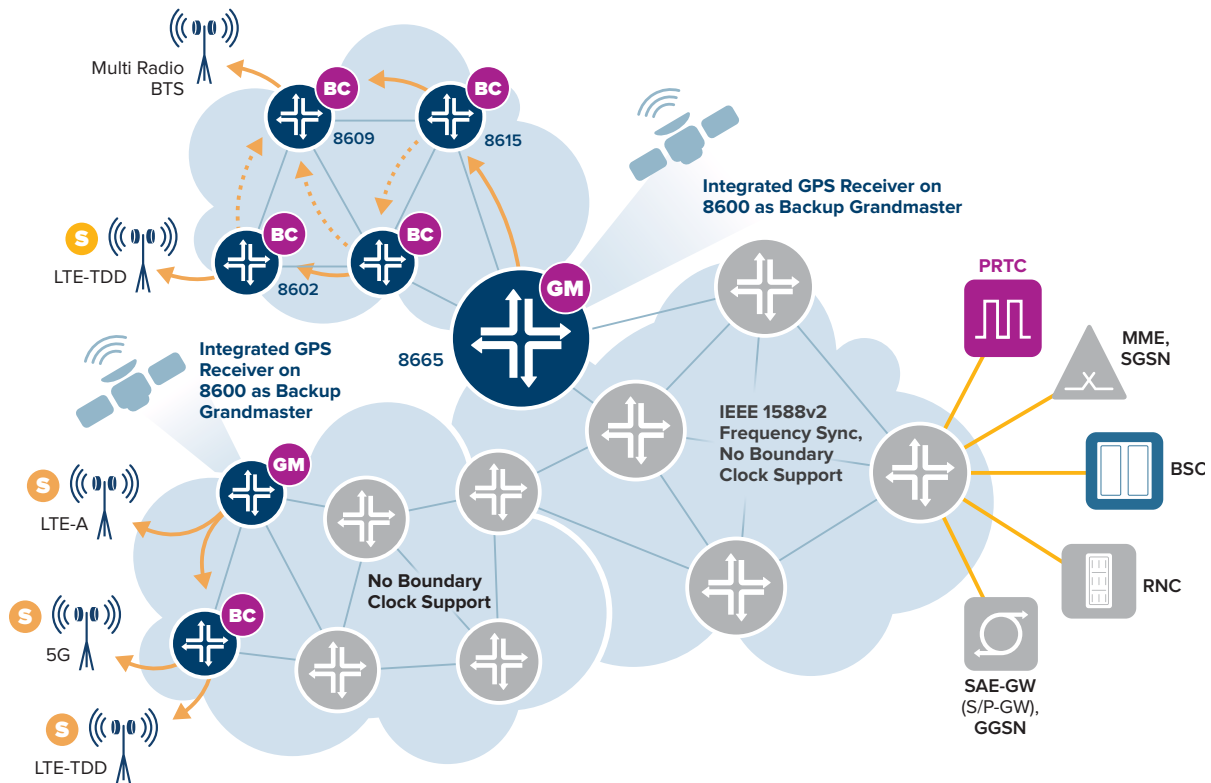 Multi Radio
BTS
BC
8609
BC
8615
S
LTE-TDD
BC
8602
BC
GM
8665
Integrated GPS Receiver on
8600 as Backup Grandmaster
Integrated GPS
Receiver on
8600 as Backup
Grandmaster
GM
S
LTE-A
S
5G
BC
S
LTE-TDD
No Boundary
Clock Support
IEEE 1588v2
Frequency Sync,
No Boundary
Clock Support
PRTC
MME,
SGSN
BSC
RNC
SAE-GW
(S/P-GW),
GGSN